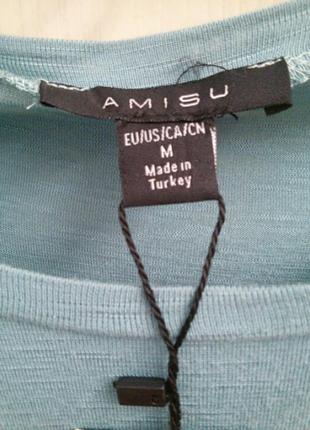 AMISU
EU/US/CA/CN
M
Made in
Turkey